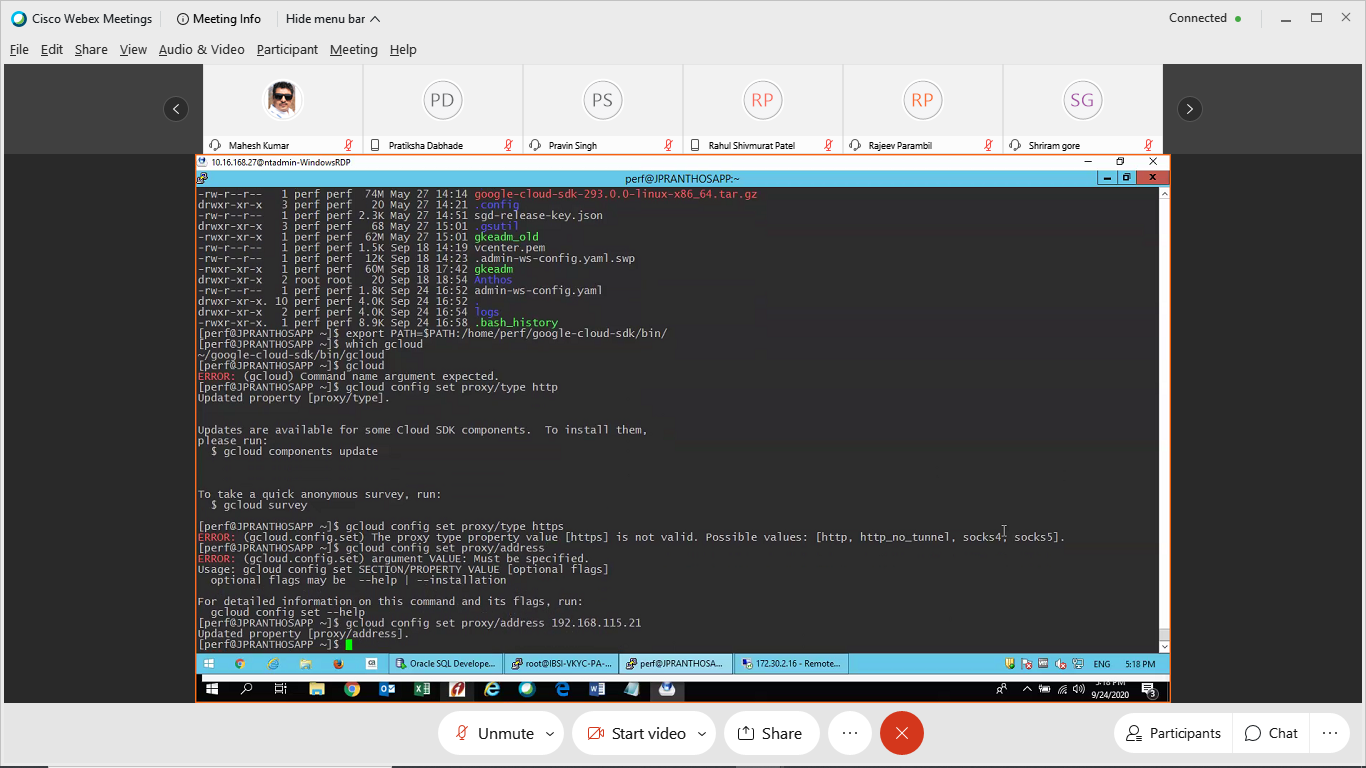 Cisco Webex Meetings
Meeting Info
Hide menu bar
Connected
File Edit Share View Audio & Video Participant Meeting Help
PD PS RP RP SG
Mahesh Kumar Pratiksha Dabhade Pravin Singh Rahul Shivmurat Patel Rajeev Parambil Shriram gore
10.16.168.27@ntadmin-WindowsRDP
perf@JPRANTHOSAPP:~
-rw-r--r-- 1 perf perf 74M May 27 14:14 google-cloud-sdk-293.0.0-linux-x86_64.tar.gz
drwxr-xr-x 3 perf perf 20 May 27 14:21 .config
-rw-r--r-- 1 perf perf 2.3K May 27 14:51 sgd-release-key.json
drwxr-xr-x 3 perf perf 68 May 27 15:01 .gsutil
-rwxr-xr-x 1 perf perf 62M May 27 15:01 gkeadm_old
-rw-r--r-- 1 perf perf 1.5K Sep 18 14:19 vcenter.pem
-rw-r--r-- 1 perf perf 12K Sep 18 14:23 .admin-ws-config.yaml.swp
-rwxr-xr-x 1 perf perf 60M Sep 18 17:42 gkeadm
drwxr-xr-x 2 root root 20 Sep 18 18:54 Anthos
-rw-r--r-- 1 perf perf 1.8K Sep 24 16:52 admin-ws-config.yaml
drwxr-xr-x. 10 perf perf 4.0K Sep 24 16:52 .
drwxr-xr-x 2 perf perf 4.0K Sep 24 16:54 logs
-rwxr-xr-x. 1 perf perf 8.9K Sep 24 16:58 .bash_history
[perf@JPRANTHOSAPP ~]$ export PATH=$PATH:/home/perf/google-cloud-sdk/bin/
[perf@JPRANTHOSAPP ~]$ which gcloud
~/google-cloud-sdk/bin/gcloud
[perf@JPRANTHOSAPP ~]$ gcloud
ERROR: (gcloud) Command name argument expected.
[perf@JPRANTHOSAPP ~]$ gcloud config set proxy/type http
Updated property [proxy/type].
Updates are available for some Cloud SDK components. To install them,
please run:
$ gcloud components update
To take a quick anonymous survey, run:
$ gcloud survey
[perf@JPRANTHOSAPP ~]$ gcloud config set proxy/type https
ERROR: (gcloud.config.set) The proxy type property value [https] is not valid. Possible values: [http, http_no_tunnel, socks4, socks5].
[perf@JPRANTHOSAPP ~]$ gcloud config set proxy/address
ERROR: (gcloud.config.set) argument VALUE: Must be specified.
Usage: gcloud config set SECTION/PROPERTY VALUE [optional flags]
optional flags may be --help | --installation
For detailed information on this command and its flags, run:
gcloud config set --help
[perf@JPRANTHOSAPP ~]$ gcloud config set proxy/address 192.168.115.21
Updated property [proxy/address].
[perf@JPRANTHOSAPP ~]$
Oracle SQL Develope... root@IBSI-VKYC-PA-... perf@JPRANTHOSA... 172.30.2.16 - Remote... ENG 5:18 PM
5:18 PM
9/24/2020
3
Unmute
Start video
Share
Participants
Chat